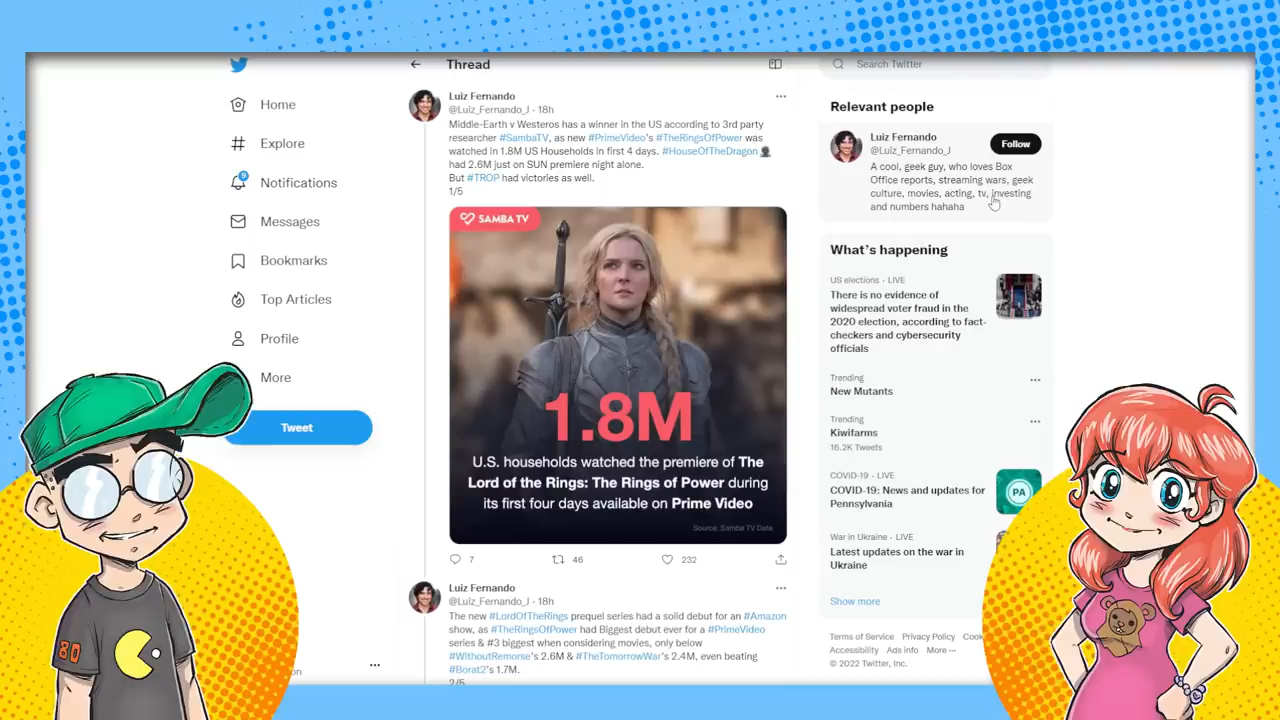 Home
Explore
9
Notifications
Messages
Bookmarks
Top Articles
Profile
More
Tweet
Thread
Luiz Fernando
@Luiz_Fernando_J · 18h
Middle-Earth v Westeros has a winner in the US according to 3rd party
researcher #SambaTV, as new #PrimeVideo's #TheRingsOfPower was
watched in 1.8M US Households in first 4 days. #HouseOfTheDragon
had 2.6M just on SUN premiere night alone.
But #TROP had victories as well.
1/5
SAMBA TV
1.8M
U.S. households watched the premiere of The
Lord of the Rings: The Rings of Power during
its first four days available on Prime Video
Source: Samba TV Data
7
46
232
Luiz Fernando
@Luiz_Fernando_J · 18h
The new #LordOfTheRings prequel series had a solid debut for an #Amazon
show, as #TheRingsOfPower had Biggest debut ever for a #PrimeVideo
series & #3 biggest when considering movies, only below
#WithoutRemorse's 2.6M & #TheTomorrowWar's 2.4M, even beating
#Borat2's 1.7M.
2/5
Search Twitter
Relevant people
Luiz Fernando
@Luiz_Fernando_J
Follow
A cool, geek guy, who loves Box
Office reports, streaming wars, geek
culture, movies, acting, tv, investing
and numbers hahaha
What's happening
US elections · LIVE
There is no evidence of
widespread voter fraud in the
2020 election, according to fact-
checkers and cybersecurity
officials
Trending
New Mutants
Trending
Kiwifarms
16.2K Tweets
COVID-19 · LIVE
COVID-19: News and updates for
Pennsylvania
PA
War in Ukraine · LIVE
Latest updates on the war in
Ukraine
Show more
Terms of Service Privacy Policy Cook
Accessibility Ads info More ···
© 2022 Twitter, Inc.
80